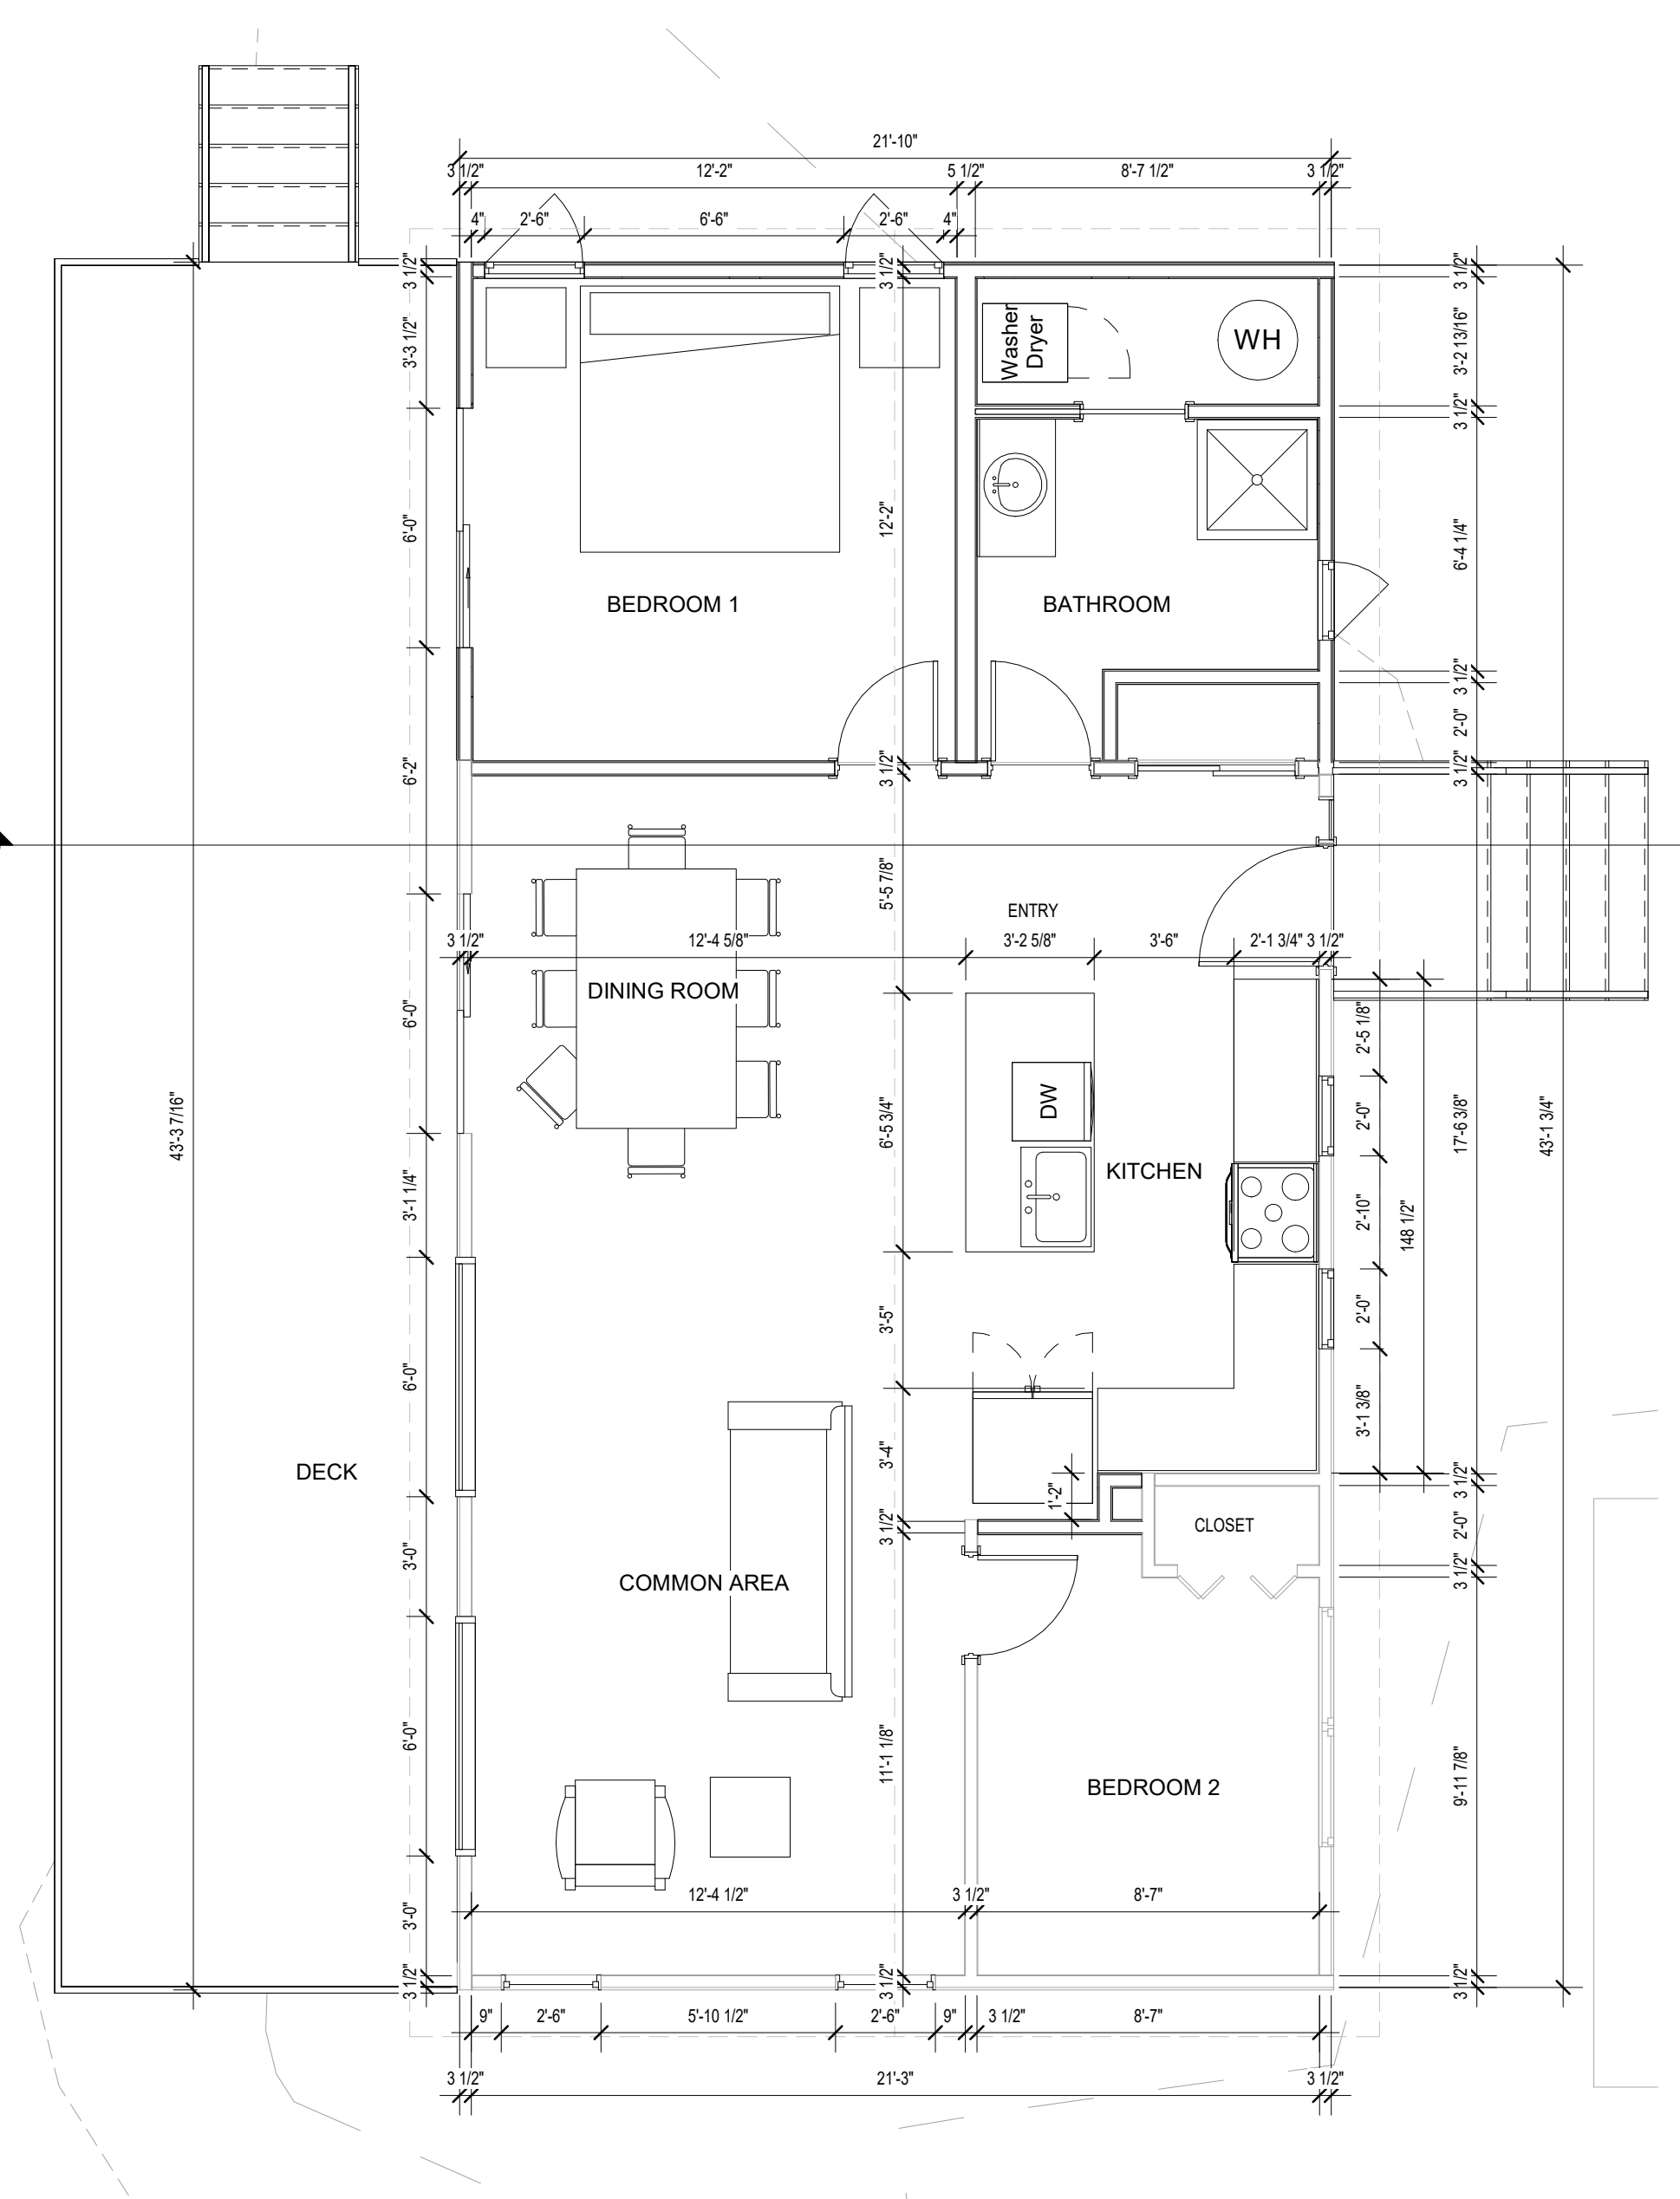 21'-10"
3 1/2" 12'-2" 5 1/2" 8'-7 1/2" 3 1/2"
4" 2'-6" 6'-6" 2'-6" 4"
3 1/2"
3 1/2"
3 1/2"
3'-3 1/2"
Washer
Dryer
WH
3'-2 13/16"
3 1/2"
6'-0"
12'-2"
6'-4 1/4"
BEDROOM 1
BATHROOM
3 1/2"
2'-0"
6'-2"
3 1/2"
3 1/2"
5'-5 7/8"
ENTRY
3 1/2" 12'-4 5/8" 3'-2 5/8" 3'-6" 2'-1 3/4" 3 1/2"
DINING ROOM
6'-0"
2'-5 1/8"
43'-3 7/16"
DW
6'-5 3/4"
2'-0"
17'-6 3/8"
43'-1 3/4"
KITCHEN
3'-1 1/4"
2'-10"
148 1/2"
3'-5"
2'-0"
6'-0"
3'-1 3/8"
3'-4"
DECK
1'-2"
3 1/2"
3 1/2"
CLOSET
2'-0"
3'-0"
3 1/2"
COMMON AREA
6'-0"
11'-1 1/8"
BEDROOM 2
9'-11 7/8"
12'-4 1/2" 3 1/2" 8'-7"
3'-0"
3 1/2"
3 1/2"
3 1/2"
9" 2'-6" 5'-10 1/2" 2'-6" 9" 3 1/2" 8'-7"
3 1/2" 21'-3" 3 1/2"